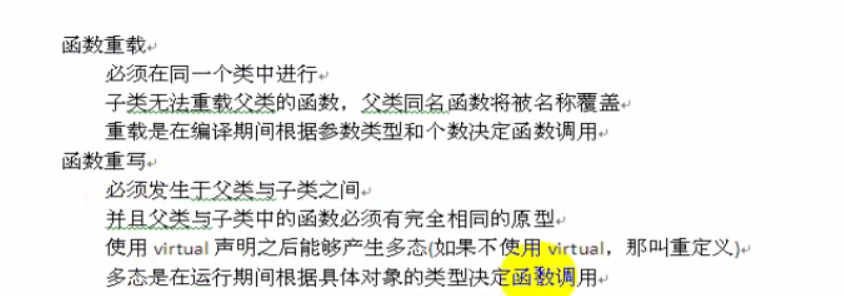 函数重载
必须在同一个类中进行
子类无法重载父类的函数，父类同名函数将被名称覆盖
重载是在编译期间根据参数类型和个数决定函数调用
函数重写
必须发生于父类与子类之间
并且父类与子类中的函数必须有完全相同的原型
使用 virtual 声明之后能够产生多态(如果不使用 virtual，那叫重定义)
多态是在运行期间根据具体对象的类型决定函数调用